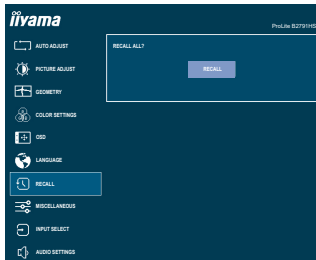 iiyama
ProLite B2791HS
AUTO ADJUST
RECALL ALL?
PICTURE ADJUST
RECALL
GEOMETRY
COLOR SETTINGS
OSD
LANGUAGE
RECALL
MISCELLANEOUS
INPUT SELECT
AUDIO SETTINGS